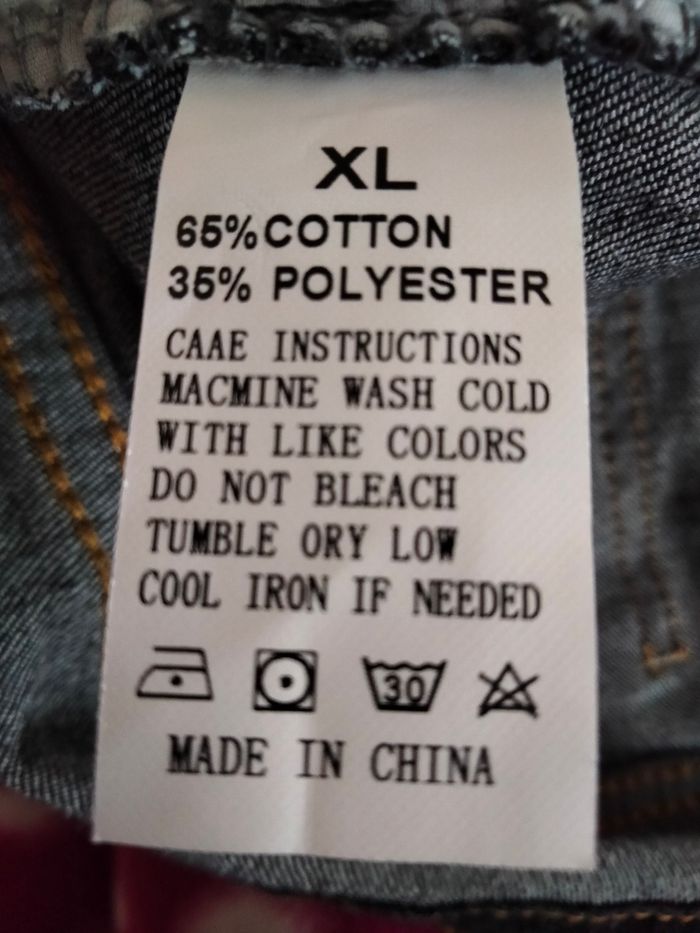 XL
65%COTTON
35% POLYESTER
CAAE INSTRUCTIONS
MACMINE WASH COLD
WITH LIKE COLORS
DO NOT BLEACH
TUMBLE ORY LOW
COOL IRON IF NEEDED
30
MADE IN CHINA